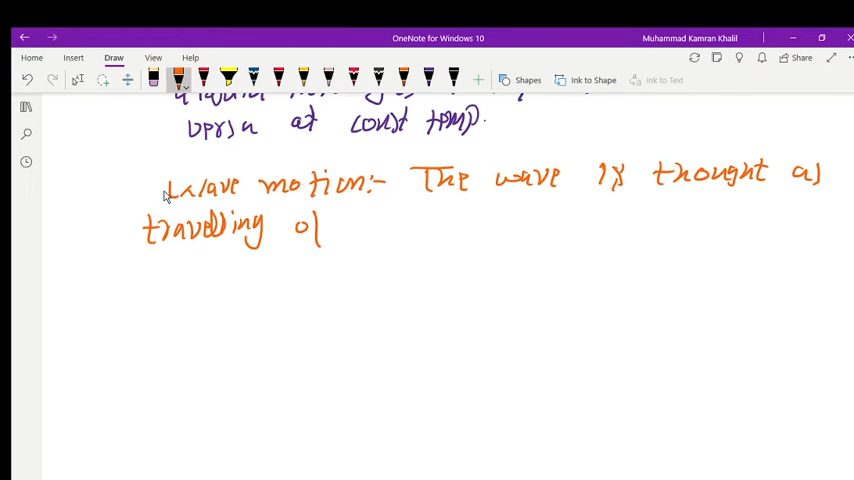 OneNote for Windows 10
Muhammad Kamran Khalil
Home Insert Draw View Help
Share
Shapes Ink to Shape Ink to Text
at const temp.
Wave motion:- The wave is thought as
travelling of